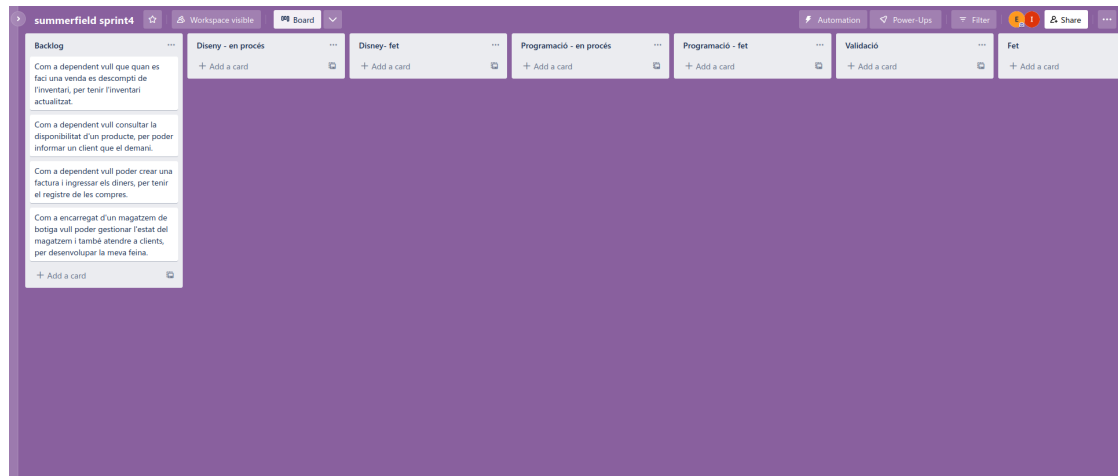 summerfield sprint4
Workspace visible
Board
Automation
Power-Ups
Filter
E
I
Share
Backlog
Com a dependent vull que quan es
faci una venda es descompti de
l'inventari, per tenir l'inventari
actualitzat.
Com a dependent vull consultar la
disponibilitat d'un producte, per poder
informar un client que el demani.
Com a dependent vull poder crear una
factura i ingressar els diners, per tenir
el registre de les compres.
Com a encarregat d'un magatzem de
botiga vull poder gestionar l'estat del
magatzem i també atendre a clients,
per desenvolupar la meva feina.
+ Add a card
Diseny - en procés
+ Add a card
Disney- fet
+ Add a card
Programació - en procés
+ Add a card
Programació - fet
+ Add a card
Validació
+ Add a card
Fet
+ Add a card